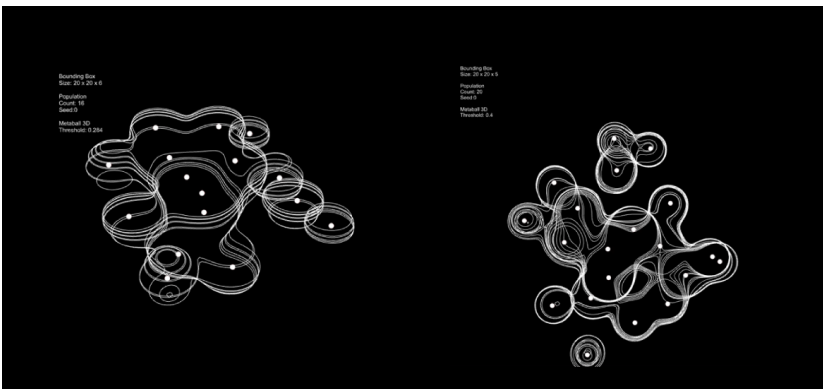 Bounding Box
Size: 20 x 20 x 6
Population
Count: 16
Seed:0
Metaball 3D
Threshold: 0.284
Bounding Box
Size: 20 x 20 x 5
Population
Count: 20
Seed:0
Metaball 3D
Threshold: 0.4